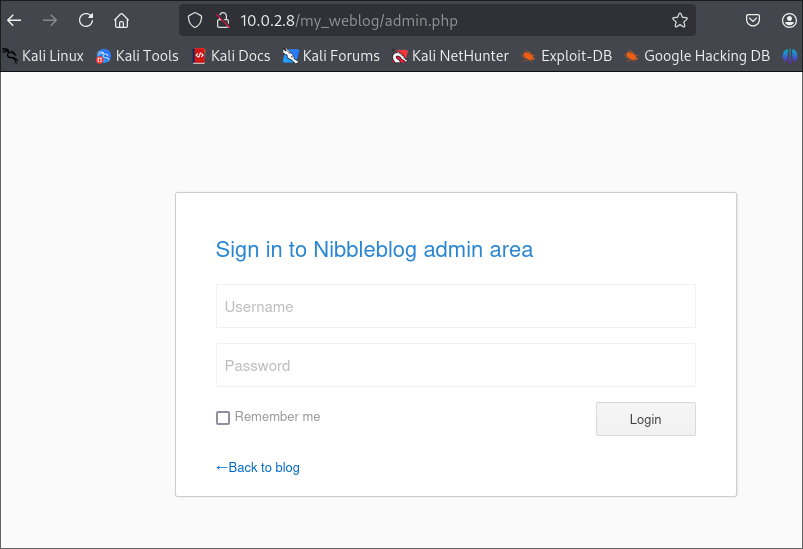 10.0.2.8/my_weblog/admin.php
Kali Linux Kali Tools Kali Docs Kali Forums Kali NetHunter Exploit-DB Google Hacking DB
Sign in to Nibbleblog admin area
Username
Password
Remember me Login
←Back to blog